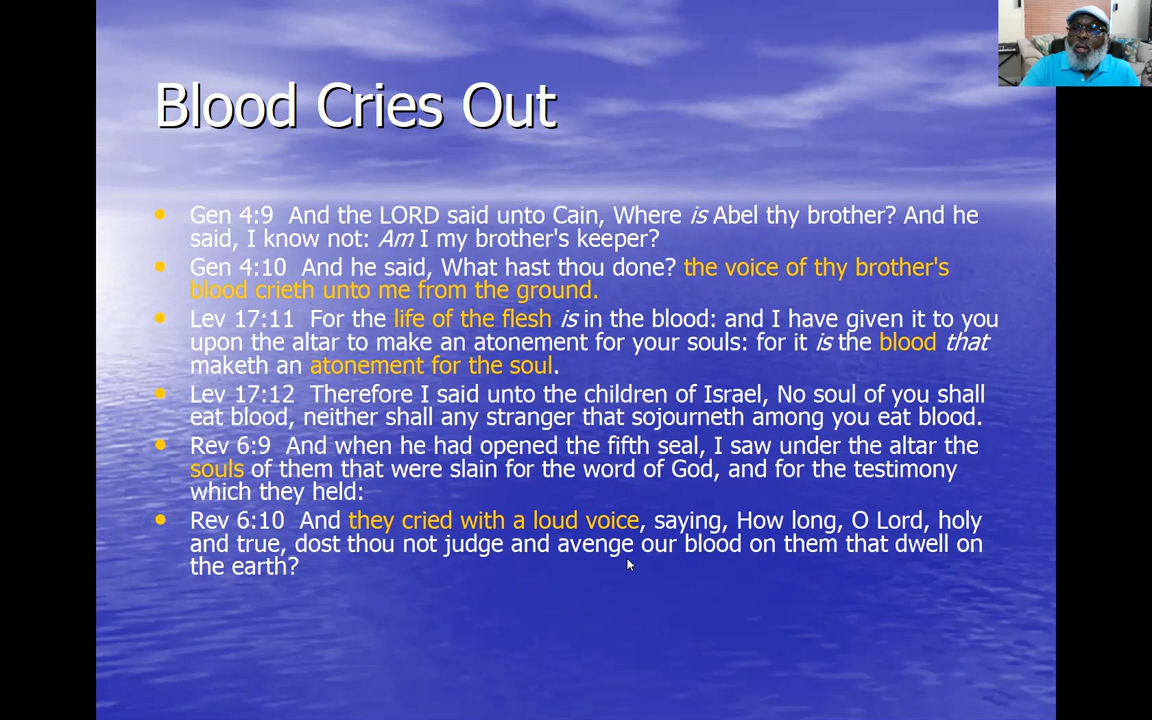 Blood Cries Out
Gen 4:9  And the LORD said unto Cain, Where is Abel thy brother? And he
said, I know not: Am I my brother's keeper?
Gen 4:10  And he said, What hast thou done? the voice of thy brother's
blood crieth unto me from the ground.
Lev 17:11  For the life of the flesh is in the blood: and I have given it to you
upon the altar to make an atonement for your souls: for it is the blood that
maketh an atonement for the soul.
Lev 17:12  Therefore I said unto the children of Israel, No soul of you shall
eat blood, neither shall any stranger that sojourneth among you eat blood.
Rev 6:9  And when he had opened the fifth seal, I saw under the altar the
souls of them that were slain for the word of God, and for the testimony
which they held:
Rev 6:10  And they cried with a loud voice, saying, How long, O Lord, holy
and true, dost thou not judge and avenge our blood on them that dwell on
the earth?